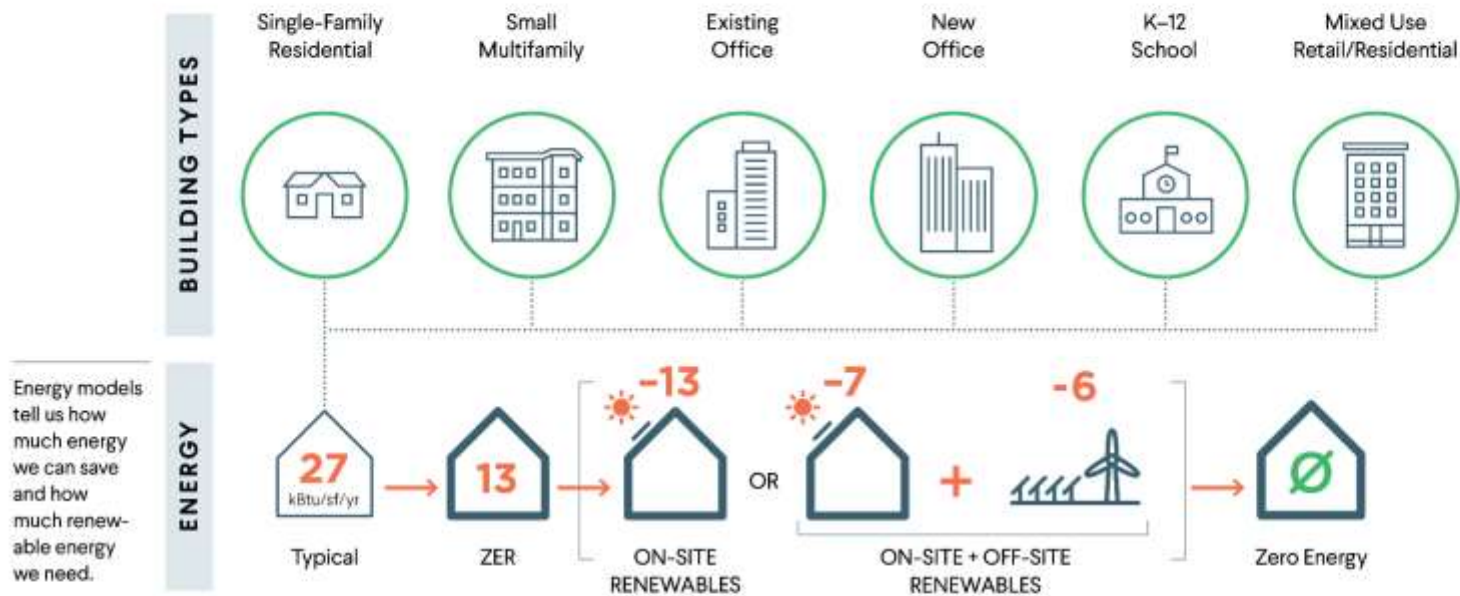 BUILDING TYPES
Single-Family
Residential
Small
Multifamily
Existing
Office
New
Office
K–12
School
Mixed Use
Retail/Residential
Energy models
tell us how
much energy
we can save
and how
much renew-
able energy
we need.
ENERGY
27
kBtu/sf/yr
Typical
13
ZER
-13
ON-SITE
RENEWABLES
OR
-7
+
-6
ON-SITE + OFF-SITE
RENEWABLES
Ø
Zero Energy